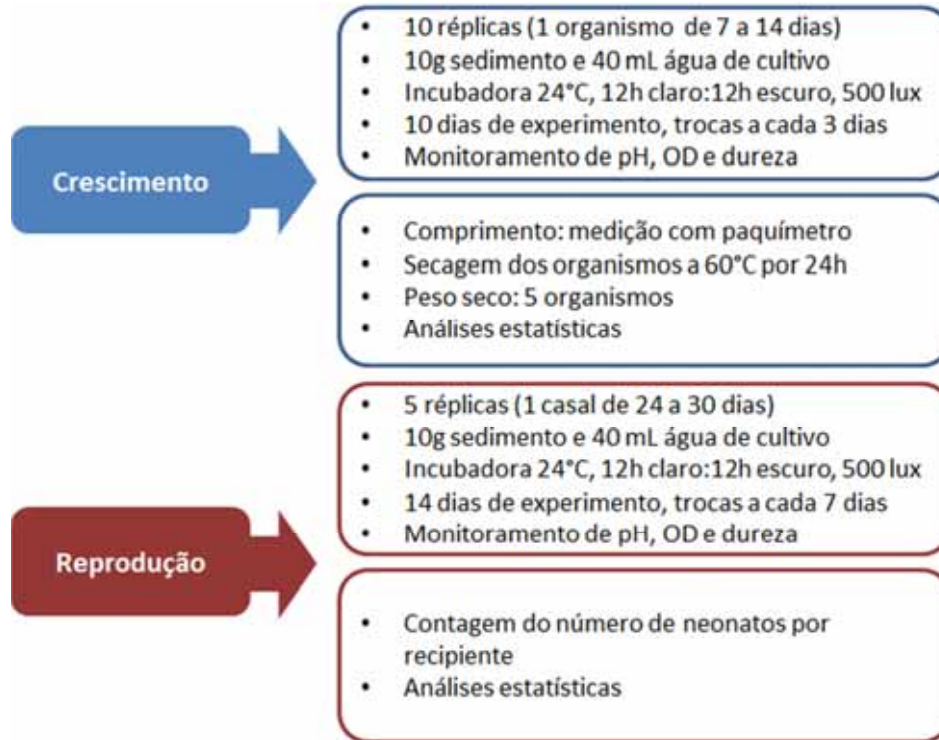 Crescimento
• 10 réplicas (1 organismo de 7 a 14 dias)
• 10g sedimento e 40 mL água de cultivo
• Incubadora 24°C, 12h claro:12h escuro, 500 lux
• 10 dias de experimento, trocas a cada 3 dias
• Monitoramento de pH, OD e dureza
• Comprimento: medição com paquímetro
• Secagem dos organismos a 60°C por 24h
• Peso seco: 5 organismos
• Análises estatísticas
Reprodução
• 5 réplicas (1 casal de 24 a 30 dias)
• 10g sedimento e 40 mL água de cultivo
• Incubadora 24°C, 12h claro:12h escuro, 500 lux
• 14 dias de experimento, trocas a cada 7 dias
• Monitoramento de pH, OD e dureza
• Contagem do número de neonatos por
recipiente
• Análises estatísticas